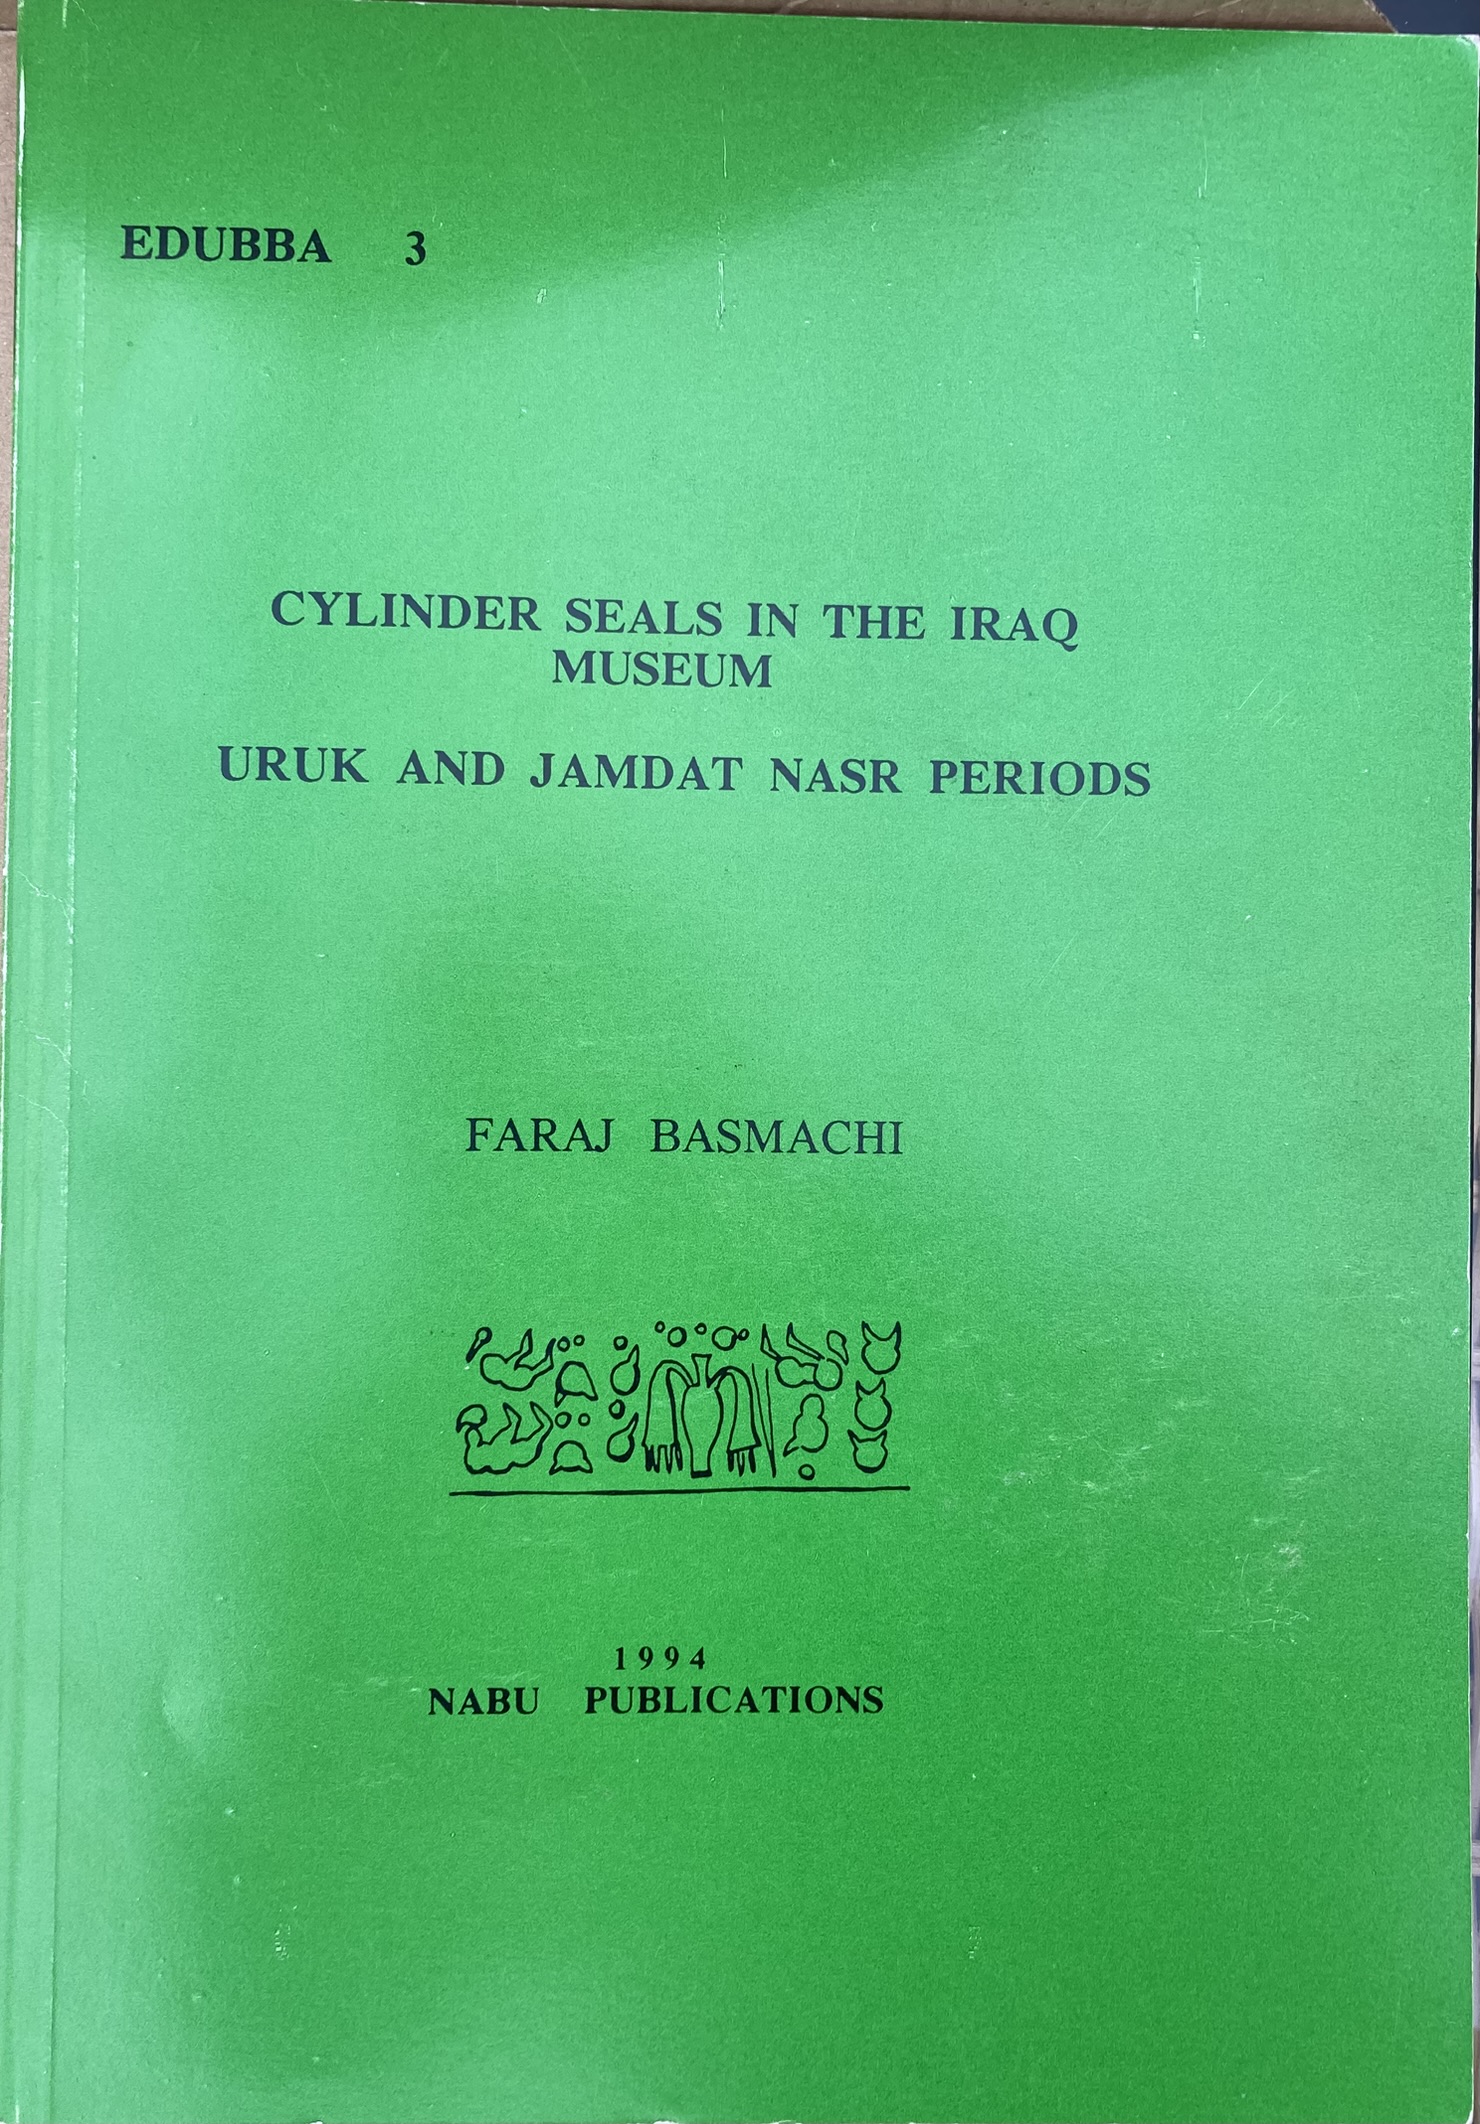 EDUBBA 3
CYLINDER SEALS IN THE IRAQ
MUSEUM
URUK AND JAMDAT NASR PERIODS
FARAJ BASMACHI
1994
NABU PUBLICATIONS